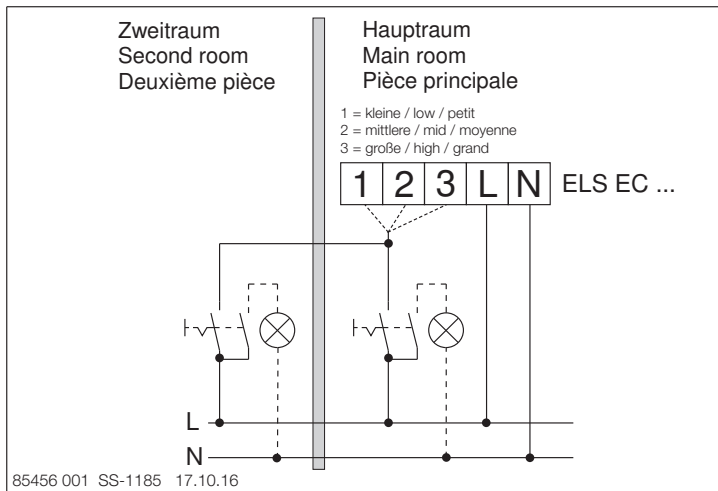 Zweitraum
Second room
Deuxième pièce
Hauptraum
Main room
Pièce principale
1 = kleine / low / petit
2 = mittlere / mid / moyenne
3 = große / high / grand
1 2 3 L N ELS EC ...
L
N
85456 001 SS-1185 17.10.16